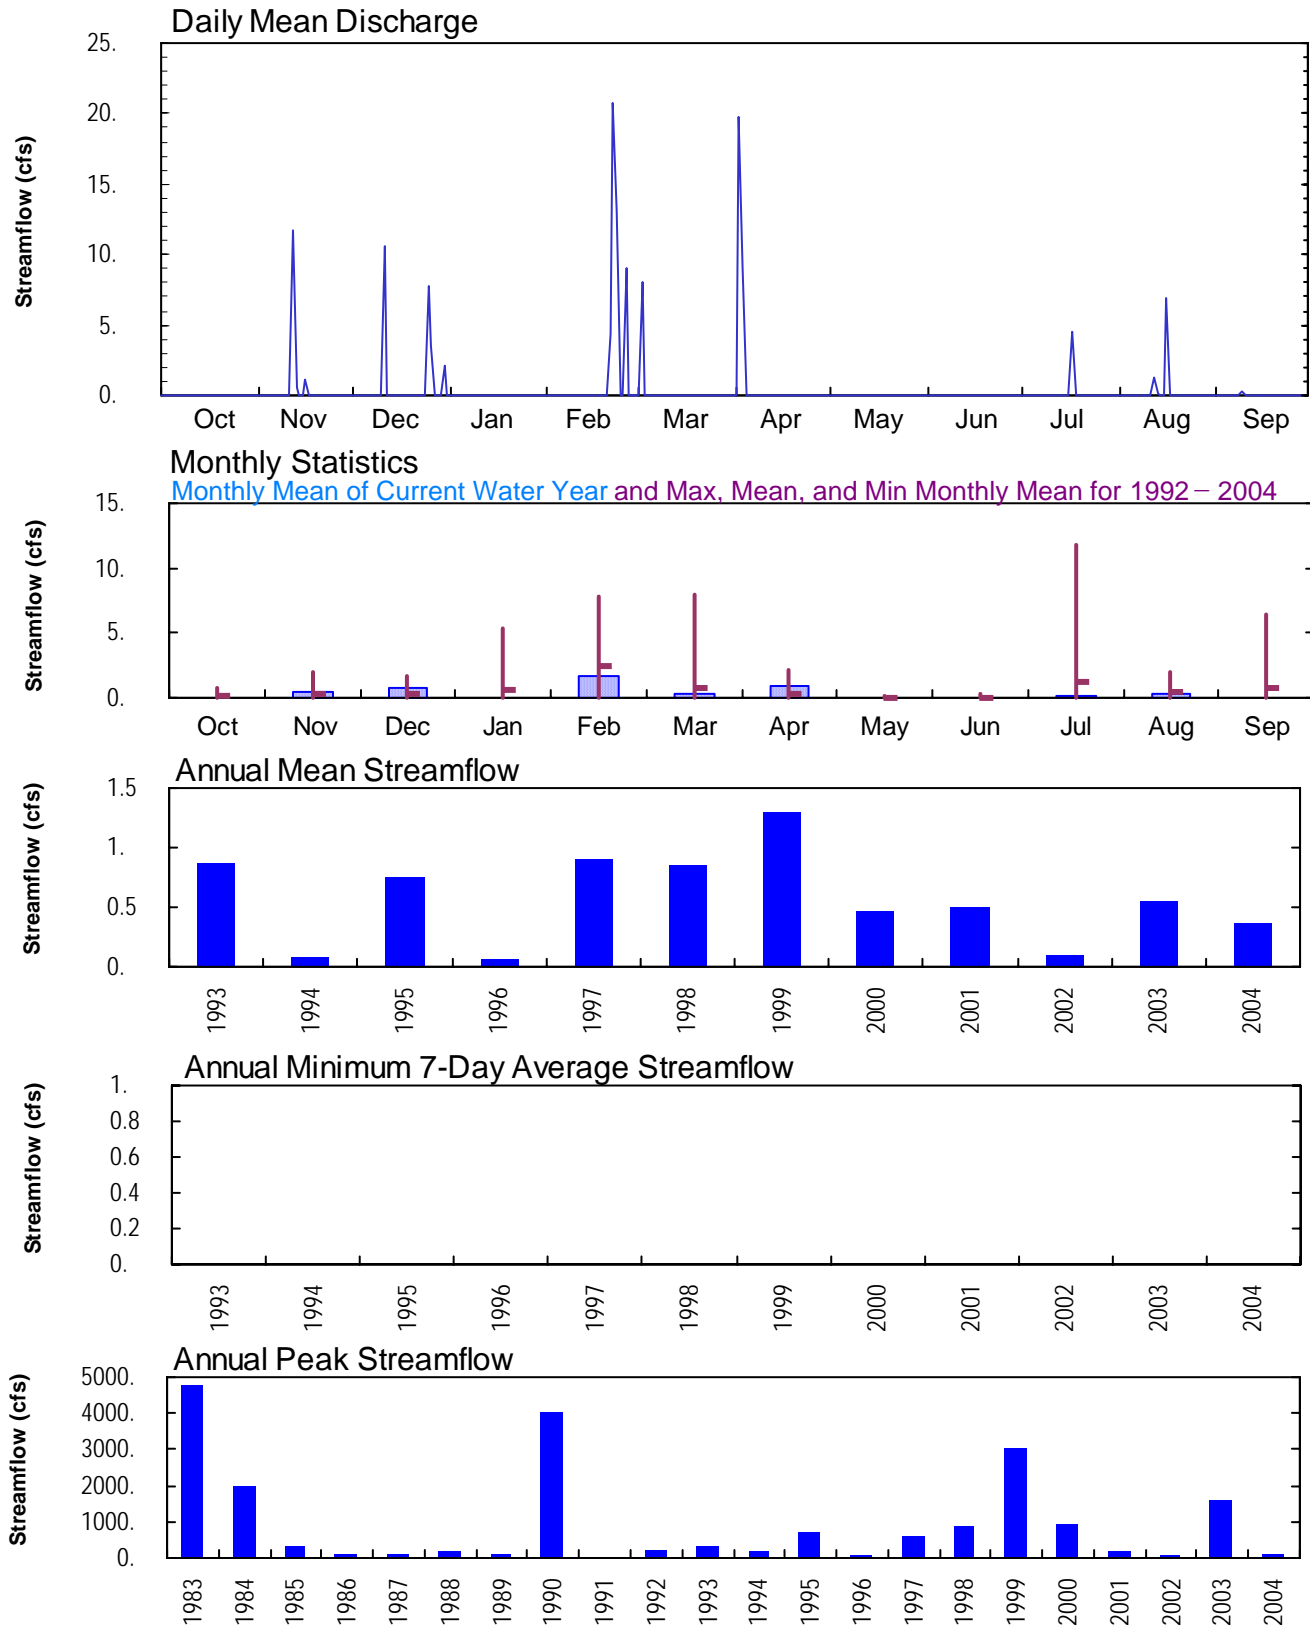 Daily Mean Discharge
Streamflow (cfs)
25.
20.
15.
10.
5.
0.
Oct Nov Dec Jan Feb Mar Apr May Jun Jul Aug Sep
Monthly Statistics
Monthly Mean of Current Water Year and Max, Mean, and Min Monthly Mean for 1992 – 2004
Streamflow (cfs)
15.
10.
5.
0.
Oct Nov Dec Jan Feb Mar Apr May Jun Jul Aug Sep
Annual Mean Streamflow
Streamflow (cfs)
1.5
1.
0.5
0.
1993 1994 1995 1996 1997 1998 1999 2000 2001 2002 2003 2004
Annual Minimum 7-Day Average Streamflow
Streamflow (cfs)
1.
0.8
0.6
0.4
0.2
0.
1993 1994 1995 1996 1997 1998 1999 2000 2001 2002 2003 2004
Annual Peak Streamflow
Streamflow (cfs)
5000.
4000.
3000.
2000.
1000.
0.
1983 1984 1985 1986 1987 1988 1989 1990 1991 1992 1993 1994 1995 1996 1997 1998 1999 2000 2001 2002 2003 2004